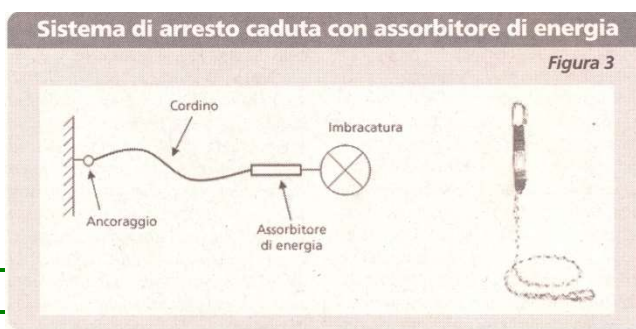 Sistema di arresto caduta con assorbitore di energia
Figura 3
Cordino
Imbracatura
Ancoraggio
Assorbitore
di energia